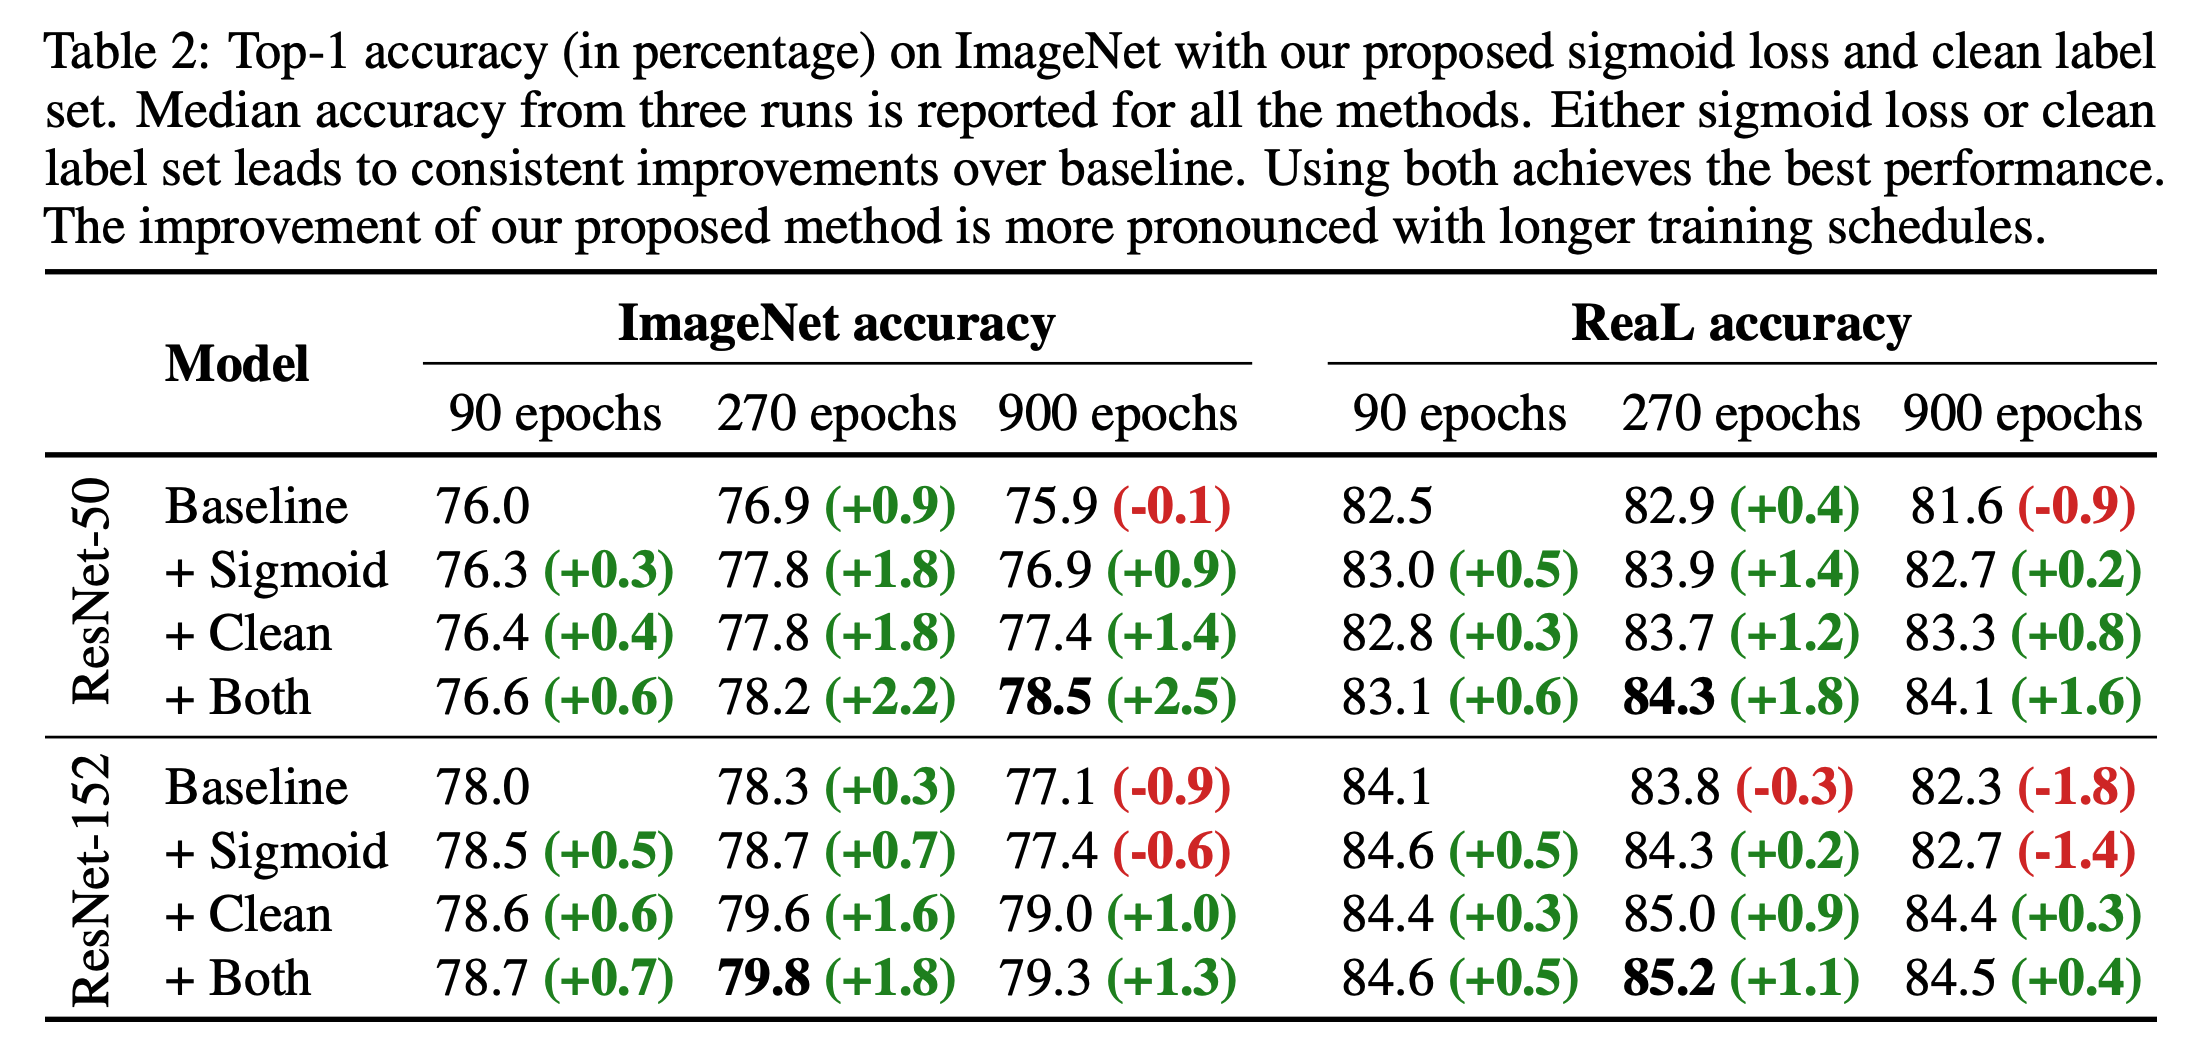 Table 2: Top-1 accuracy (in percentage) on ImageNet with our proposed sigmoid loss and clean label
set. Median accuracy from three runs is reported for all the methods. Either sigmoid loss or clean
label set leads to consistent improvements over baseline. Using both achieves the best performance.
The improvement of our proposed method is more pronounced with longer training schedules.
Model ImageNet accuracy ReaL accuracy
90 epochs 270 epochs 900 epochs 90 epochs 270 epochs 900 epochs
ResNet-50
Baseline 76.0 76.9 (+0.9) 75.9 (-0.1) 82.5 82.9 (+0.4) 81.6 (-0.9)
+ Sigmoid 76.3 (+0.3) 77.8 (+1.8) 76.9 (+0.9) 83.0 (+0.5) 83.9 (+1.4) 82.7 (+0.2)
+ Clean 76.4 (+0.4) 77.8 (+1.8) 77.4 (+1.4) 82.8 (+0.3) 83.7 (+1.2) 83.3 (+0.8)
+ Both 76.6 (+0.6) 78.2 (+2.2) 78.5 (+2.5) 83.1 (+0.6) 84.3 (+1.8) 84.1 (+1.6)
ResNet-152
Baseline 78.0 78.3 (+0.3) 77.1 (-0.9) 84.1 83.8 (-0.3) 82.3 (-1.8)
+ Sigmoid 78.5 (+0.5) 78.7 (+0.7) 77.4 (-0.6) 84.6 (+0.5) 84.3 (+0.2) 82.7 (-1.4)
+ Clean 78.6 (+0.6) 79.6 (+1.6) 79.0 (+1.0) 84.4 (+0.3) 85.0 (+0.9) 84.4 (+0.3)
+ Both 78.7 (+0.7) 79.8 (+1.8) 79.3 (+1.3) 84.6 (+0.5) 85.2 (+1.1) 84.5 (+0.4)